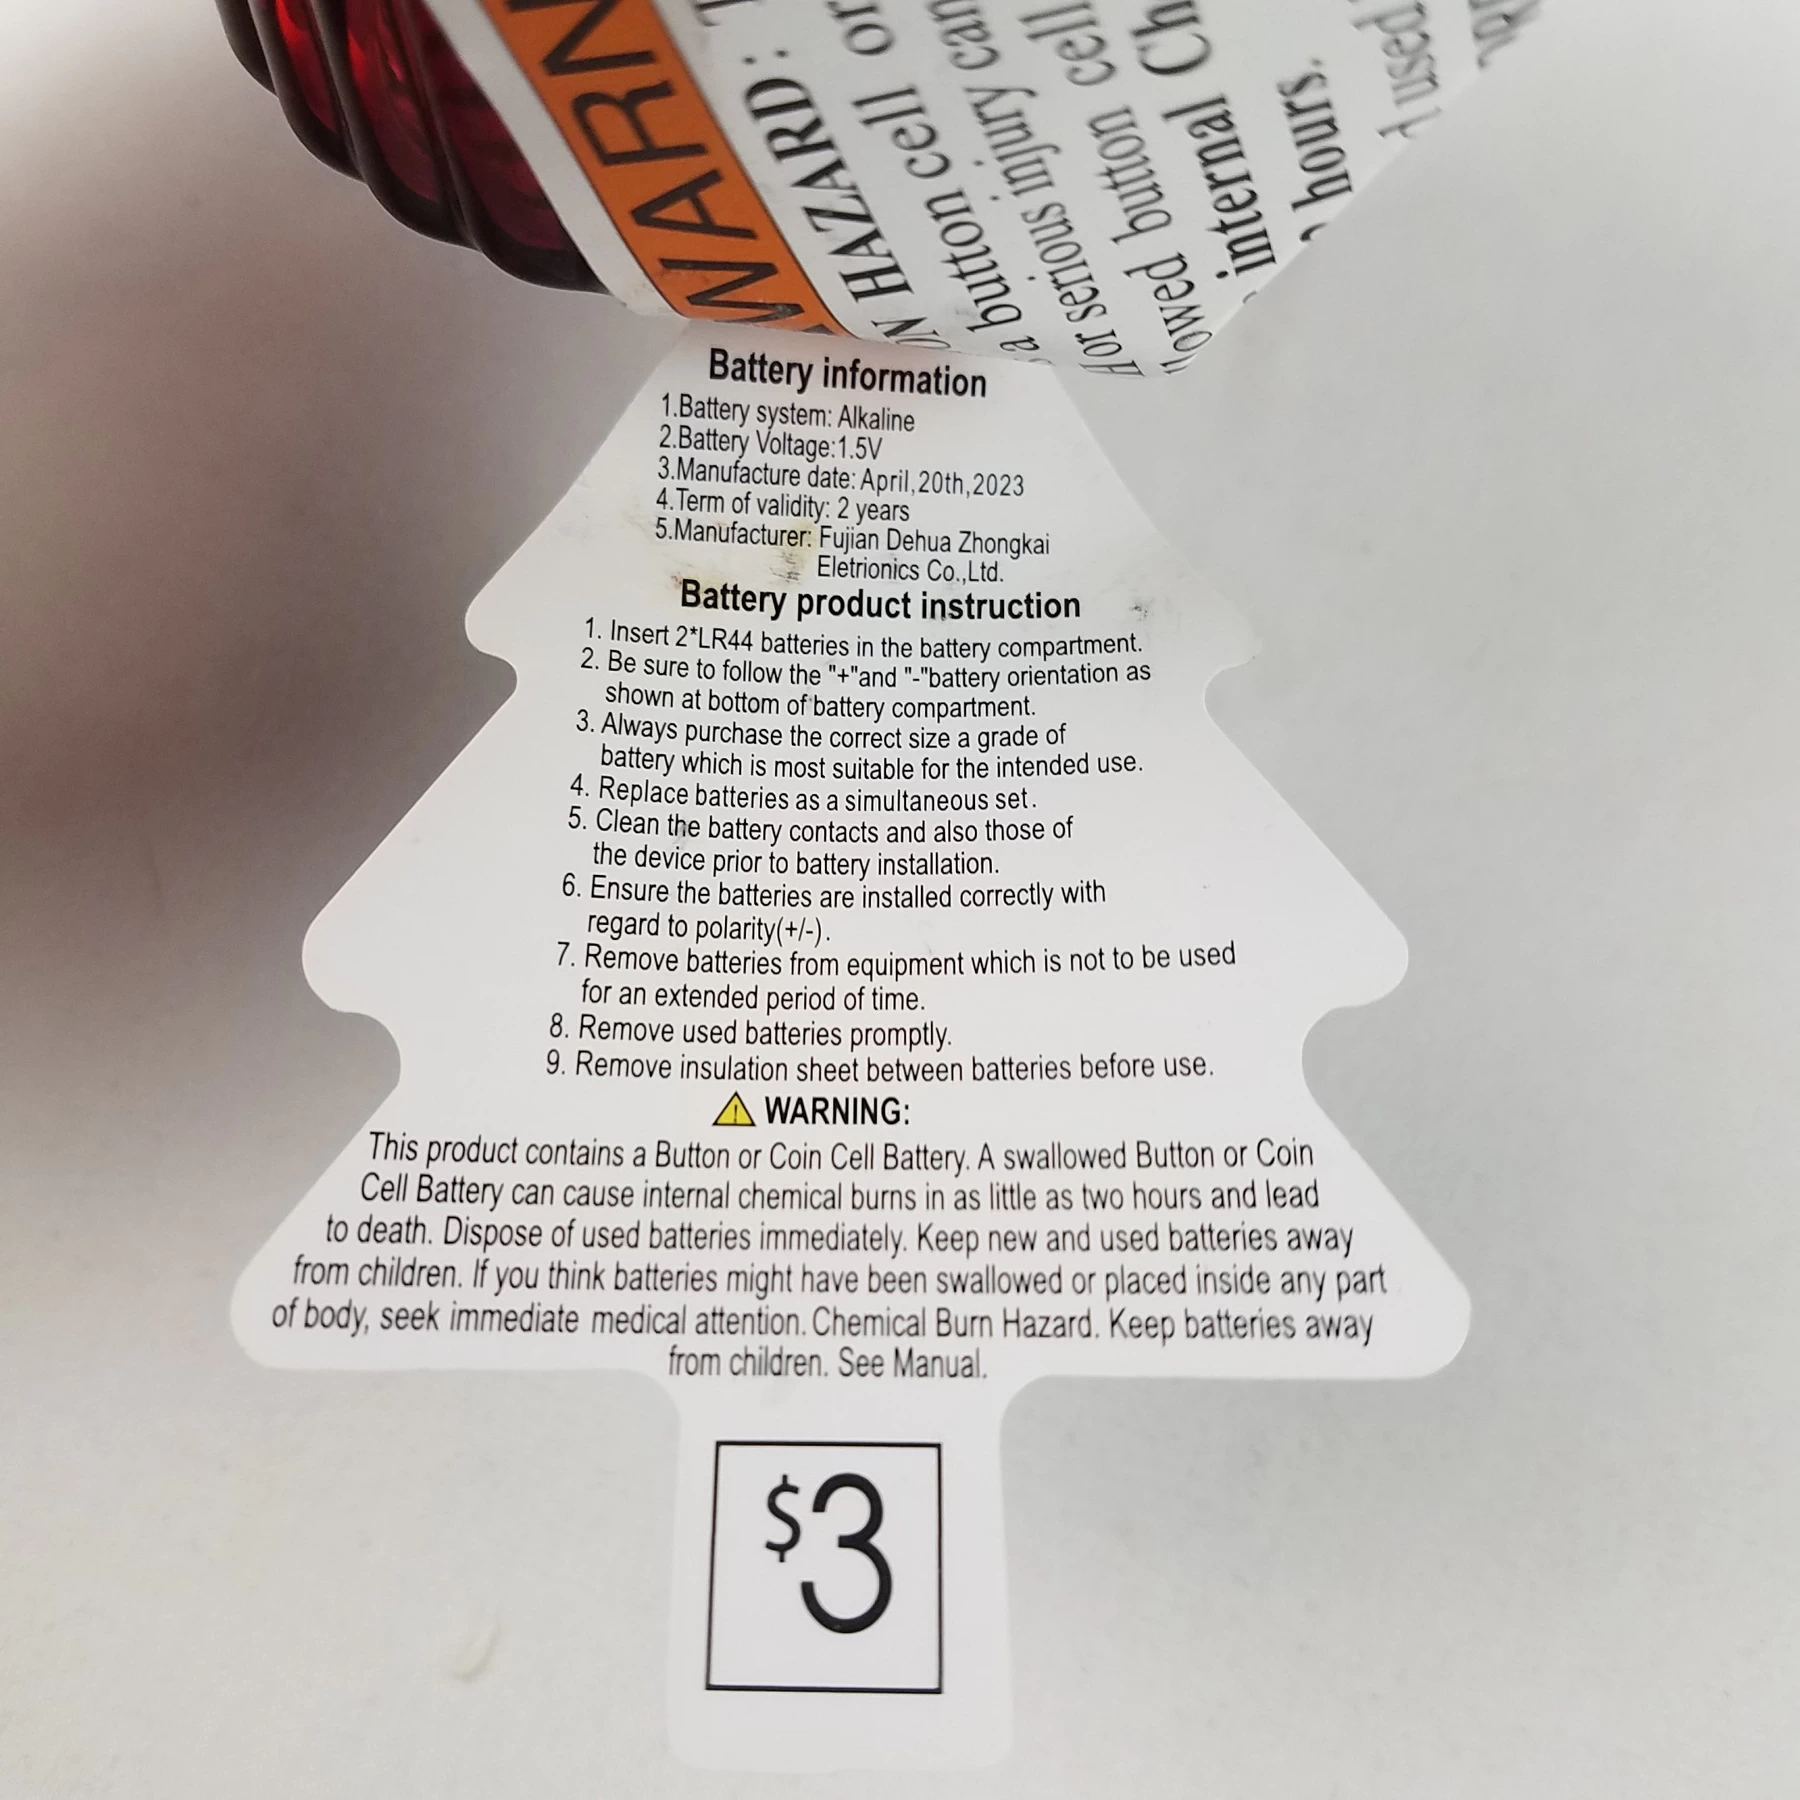 WARN
ON HAZARD: T
a button cell or
or serious injury can
lowed button cell
internal Ch
hours.
used
Battery information
1.Battery system: Alkaline
2.Battery Voltage:1.5V
3.Manufacture date: April,20th,2023
4.Term of validity: 2 years
5.Manufacturer: Fujian Dehua Zhongkai
Eletrionics Co.,Ltd.
Battery product instruction
1. Insert 2*LR44 batteries in the battery compartment.
2. Be sure to follow the "+"and "-"battery orientation as
shown at bottom of battery compartment.
3. Always purchase the correct size a grade of
battery which is most suitable for the intended use.
4. Replace batteries as a simultaneous set.
5. Clean the battery contacts and also those of
the device prior to battery installation.
6. Ensure the batteries are installed correctly with
regard to polarity(+/-).
7. Remove batteries from equipment which is not to be used
for an extended period of time.
8. Remove used batteries promptly.
9. Remove insulation sheet between batteries before use.
WARNING:
This product contains a Button or Coin Cell Battery. A swallowed Button or Coin
Cell Battery can cause internal chemical burns in as little as two hours and lead
to death. Dispose of used batteries immediately. Keep new and used batteries away
from children. If you think batteries might have been swallowed or placed inside any part
of body, seek immediate medical attention. Chemical Burn Hazard. Keep batteries away
from children. See Manual.
$3